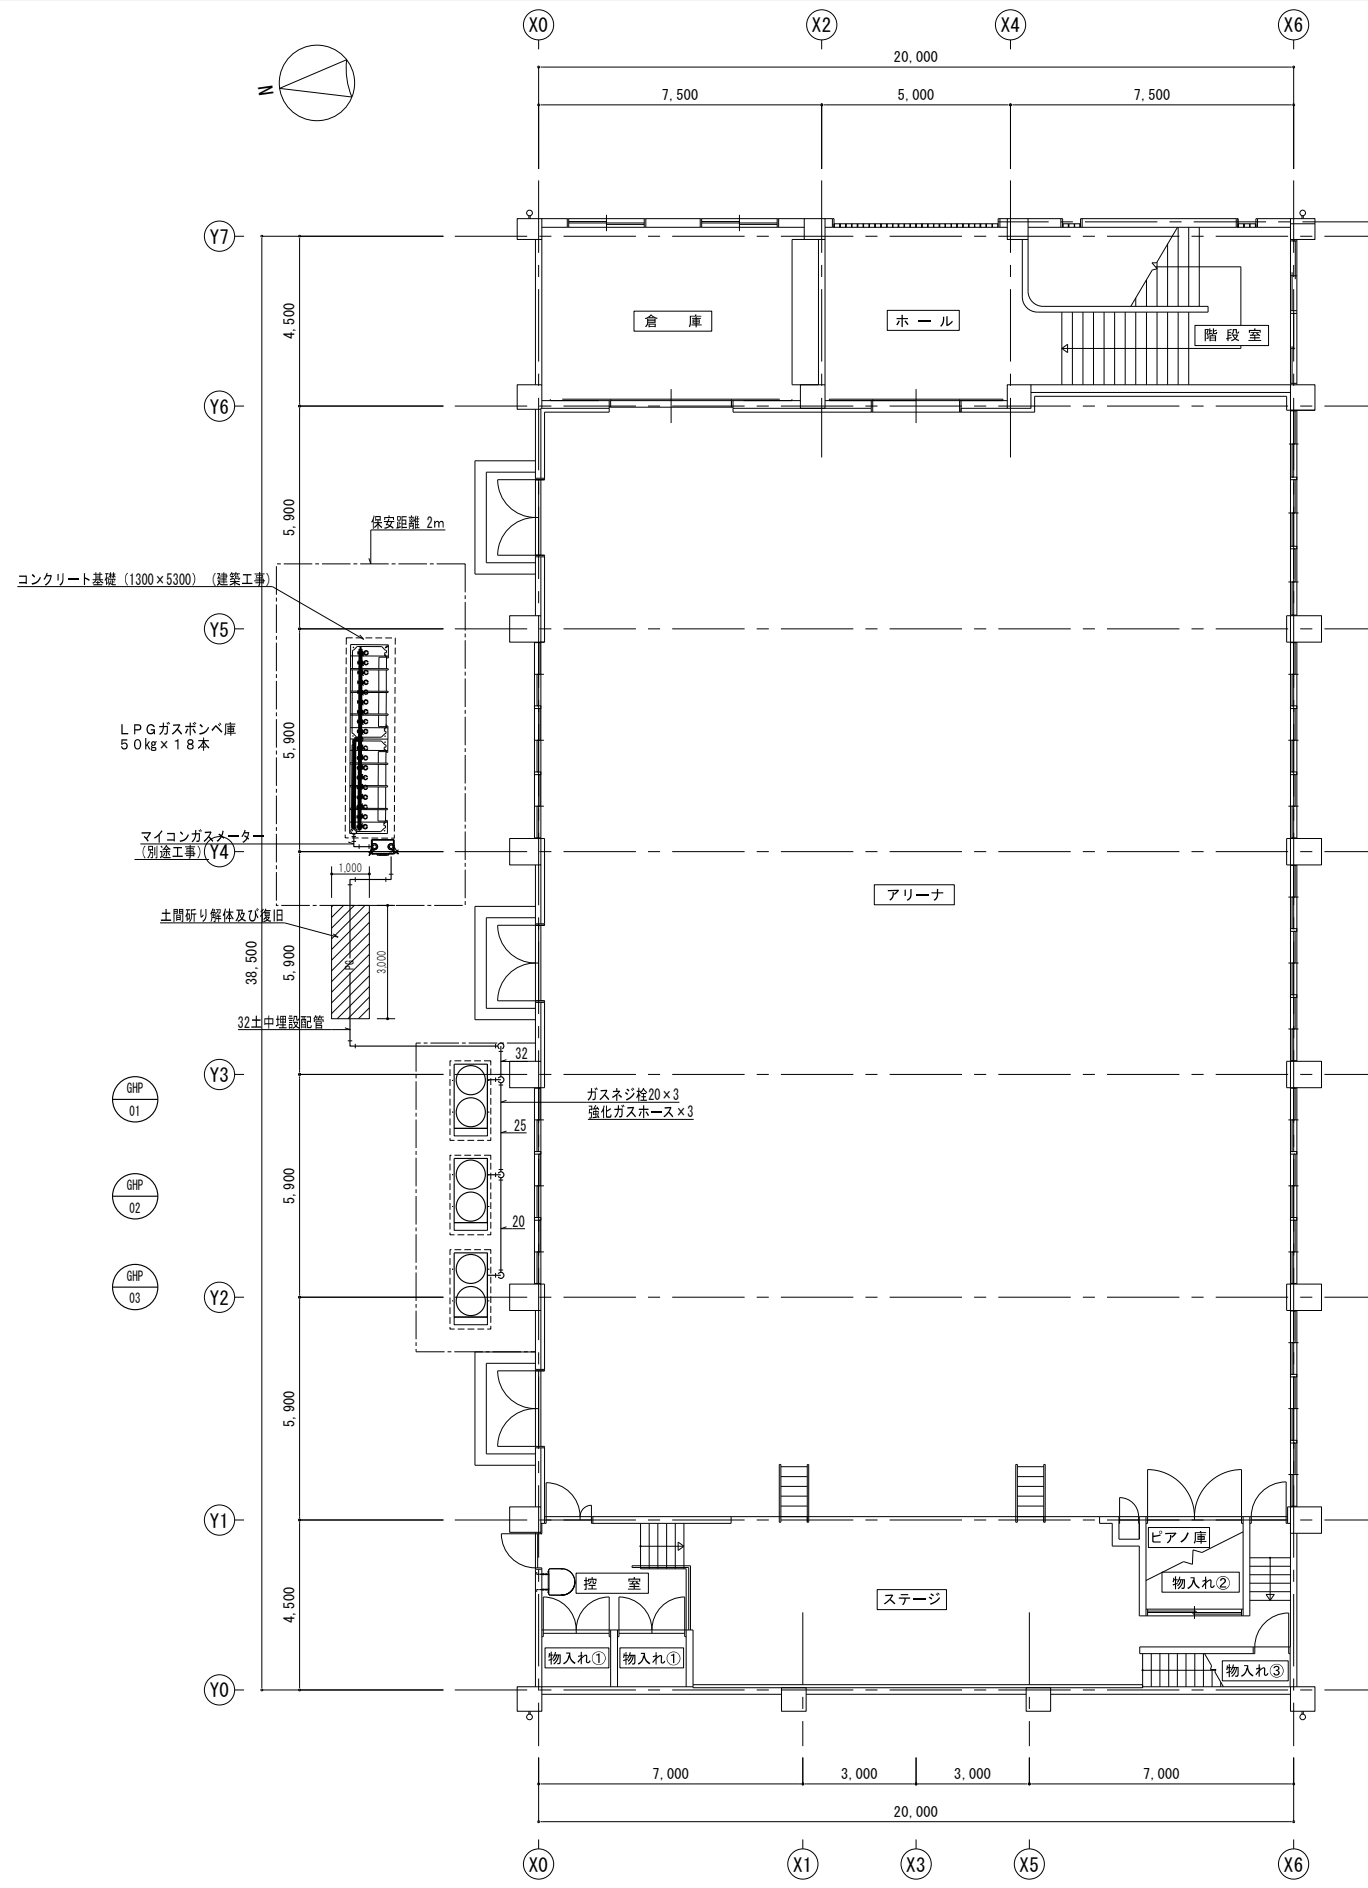 X0
X2
X4
X6
20,000
7,500
5,000
7,500
N
Y7
4,500
倉　庫
ホ ー ル
階 段 室
Y6
5,900
保安距離 2m
コンクリート基礎（1300×5300）（建築工事）
Y5
5,900
ＬＰＧガスボンベ庫
５０kg×１８本
マイコンガスメーター
（別途工事）
Y4
1,000
アリーナ
土間斫り解体及び復旧
38,500
5,900
PG
3,000
32土中埋設配管
32
Y3
GHP
01
ガスネジ栓20×3
強化ガスホース×3
25
GHP
02
5,900
20
GHP
03
Y2
5,900
Y1
ピアノ庫
控　室
物入れ②
ステージ
4,500
物入れ①
物入れ①
物入れ③
Y0
7,000
3,000
3,000
7,000
20,000
X0
X1
X3
X5
X6